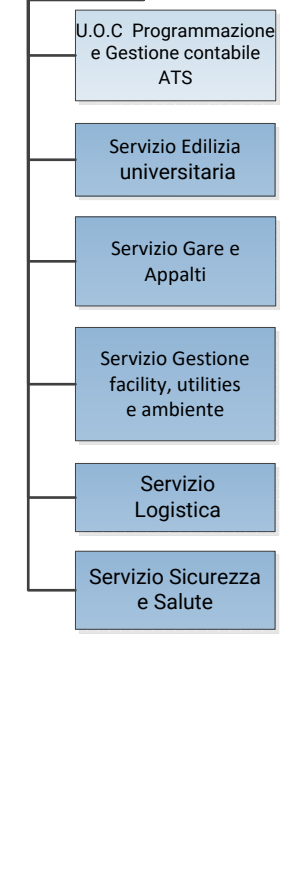 U.O.C Programmazione
e Gestione contabile
ATS
Servizio Edilizia
universitaria
Servizio Gare e
Appalti
Servizio Gestione
facility, utilities
e ambiente
Servizio
Logistica
Servizio Sicurezza
e Salute